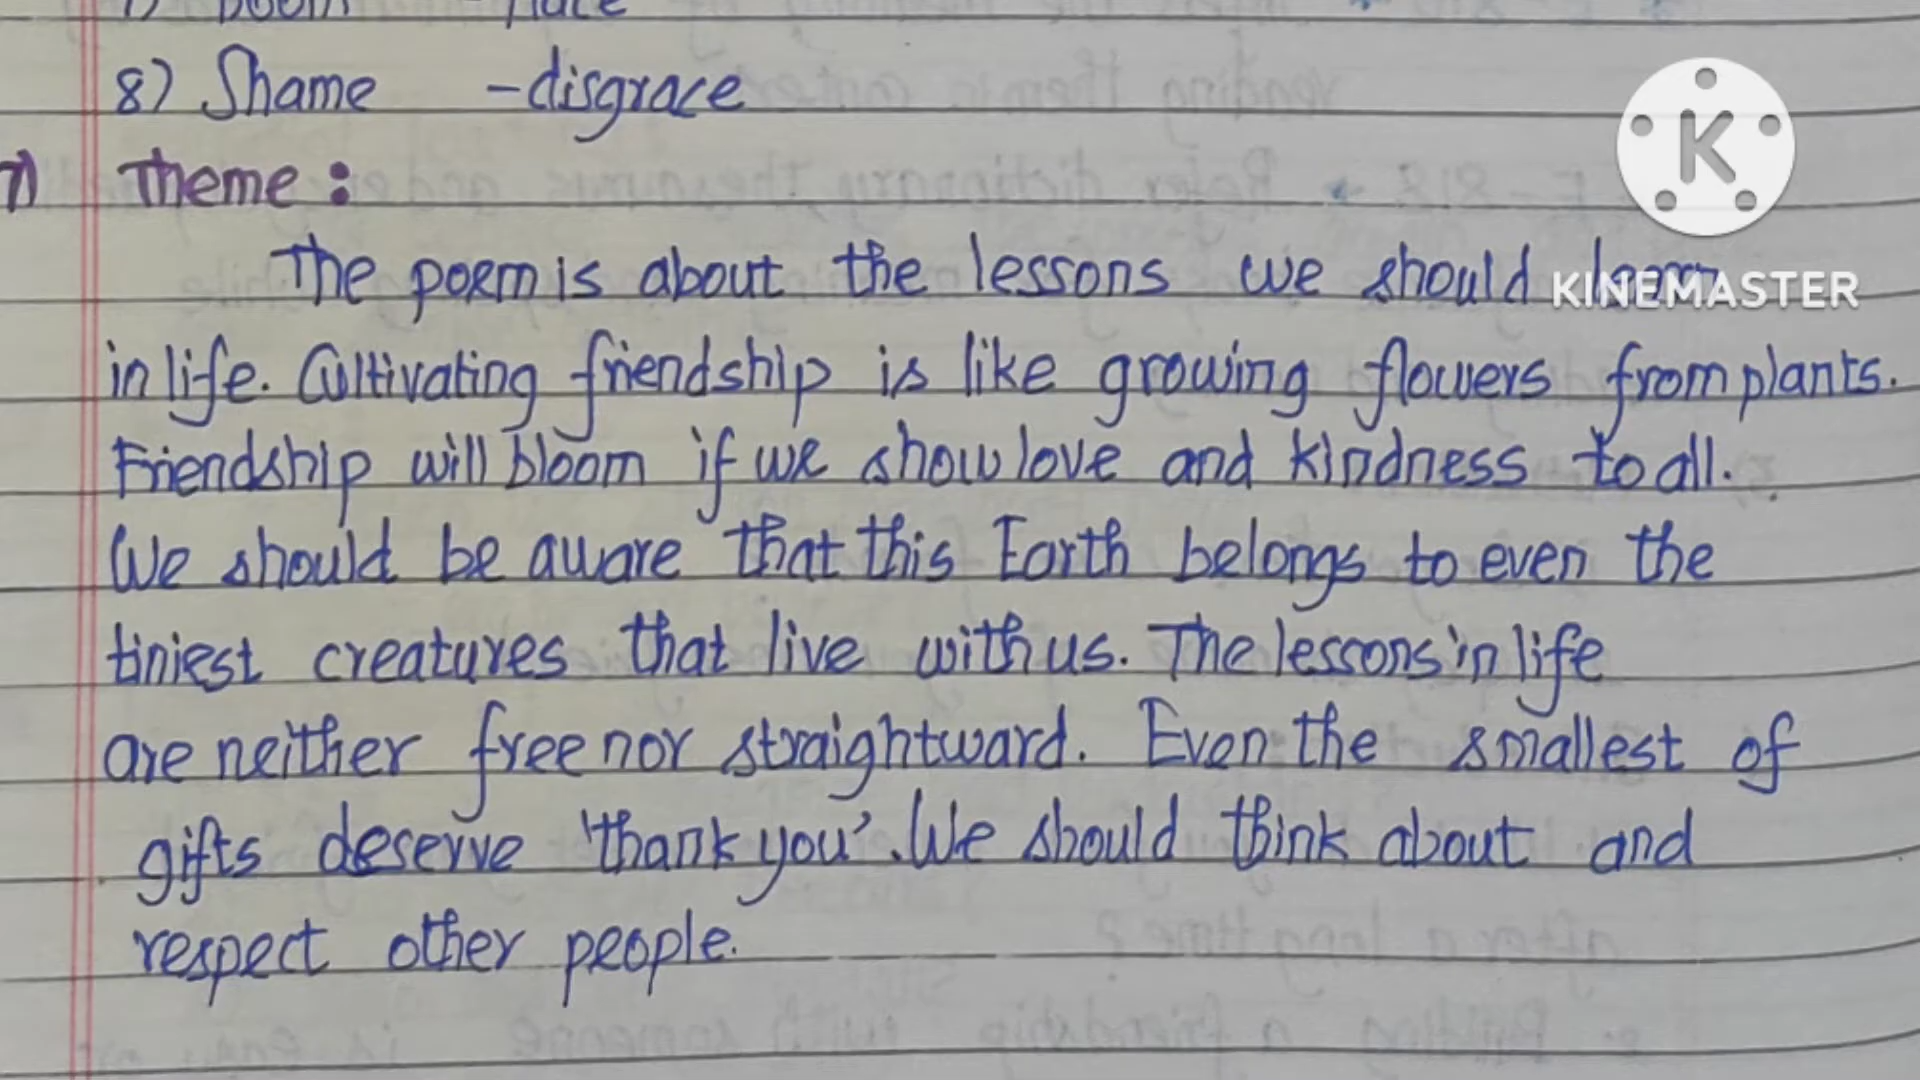 8) Shame - disgrace
7) Theme :
The poem is about the lessons we should
in life. Cultivating friendship is like growing flowers from plants.
Friendship will bloom if we show love and kindness to all.
We should be aware that this Earth belongs to even the
tiniest creatures that live with us. The lessons in life
are neither free nor straightward. Even the smallest of
gifts deserve 'thank you'. We should think about and
respect other people.
K
KINEMASTER